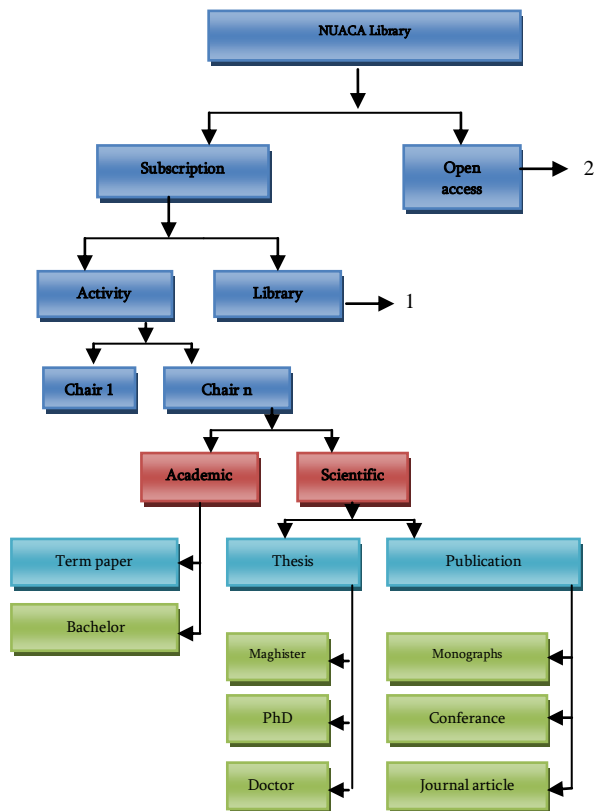 NUACA Library
Subscription
Open
access
2
Activity
Library
1
Chair 1
Chair n
Academic
Scientific
Term paper
Thesis
Publication
Bachelor
Maghister
Monographs
PhD
Conferance
Doctor
Journal article